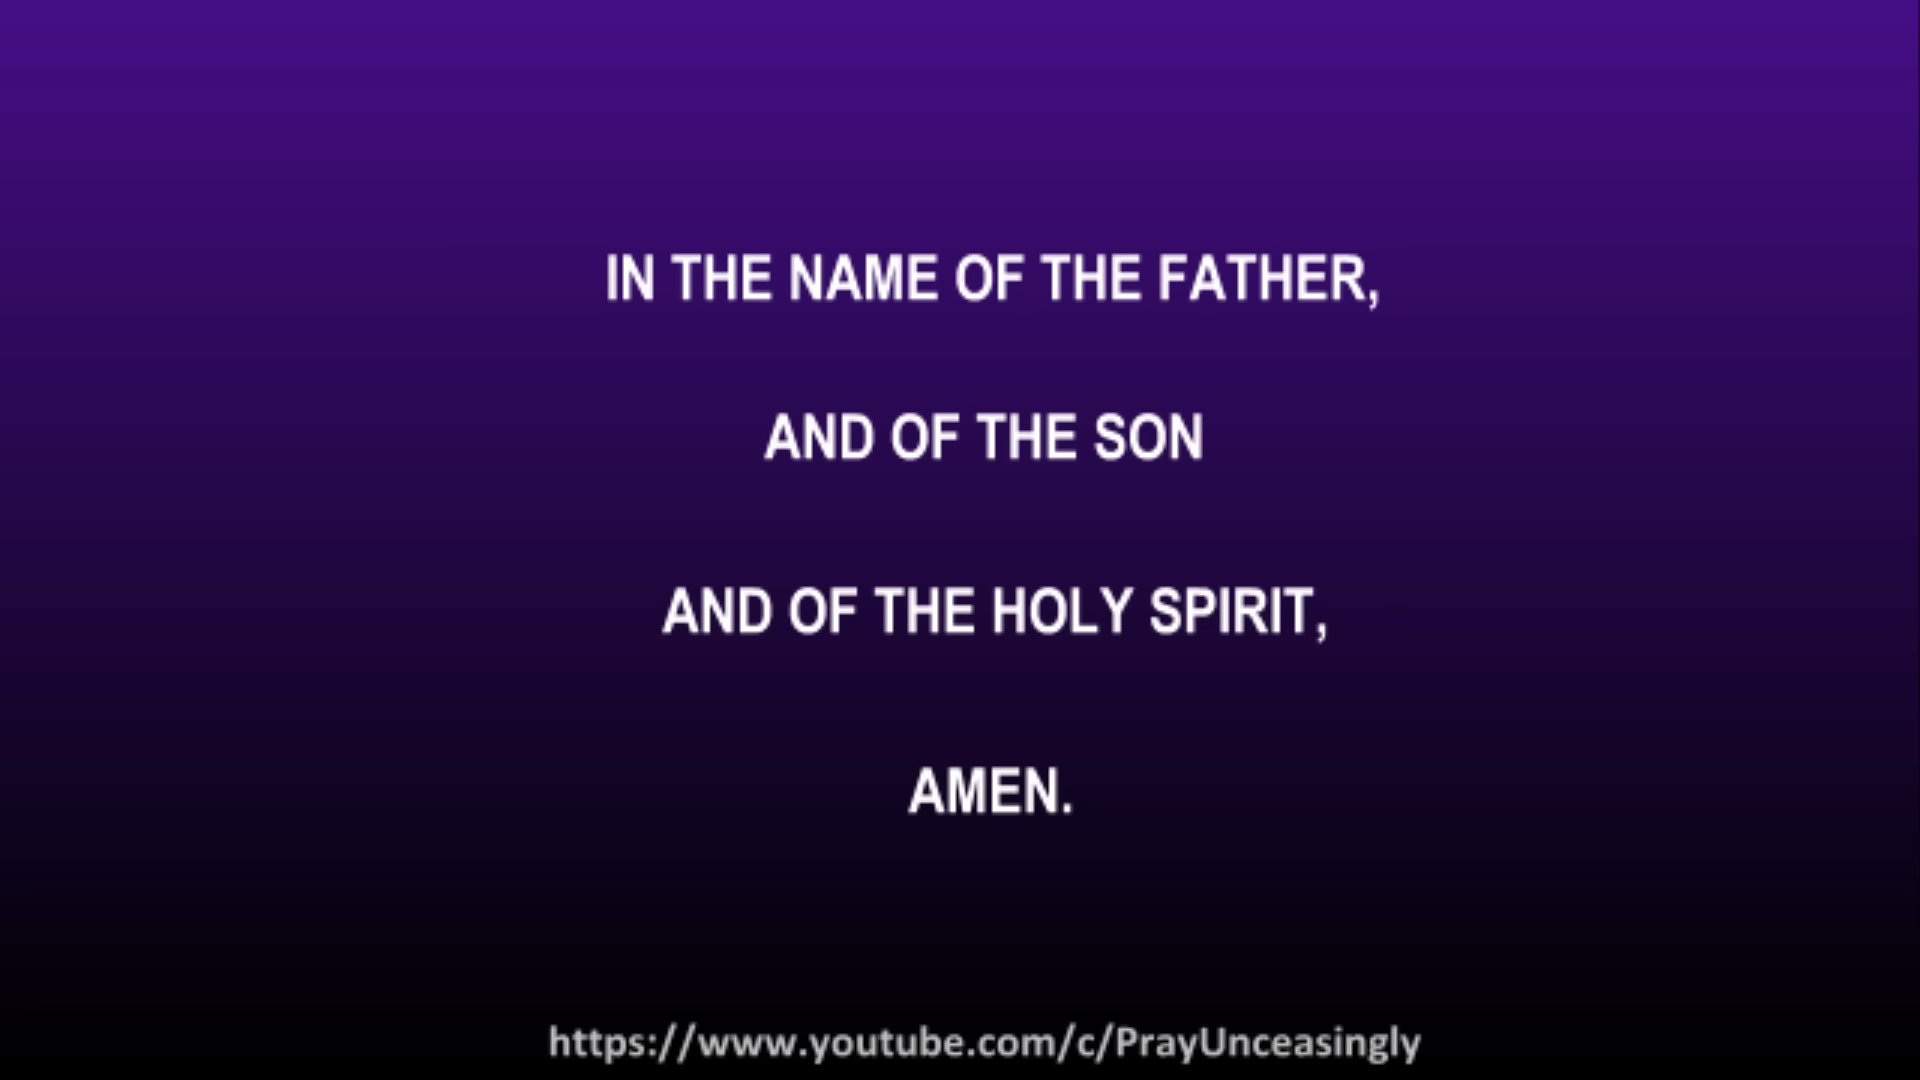 IN THE NAME OF THE FATHER,
AND OF THE SON
AND OF THE HOLY SPIRIT,
AMEN.
https://www.youtube.com/c/PrayUnceasingly